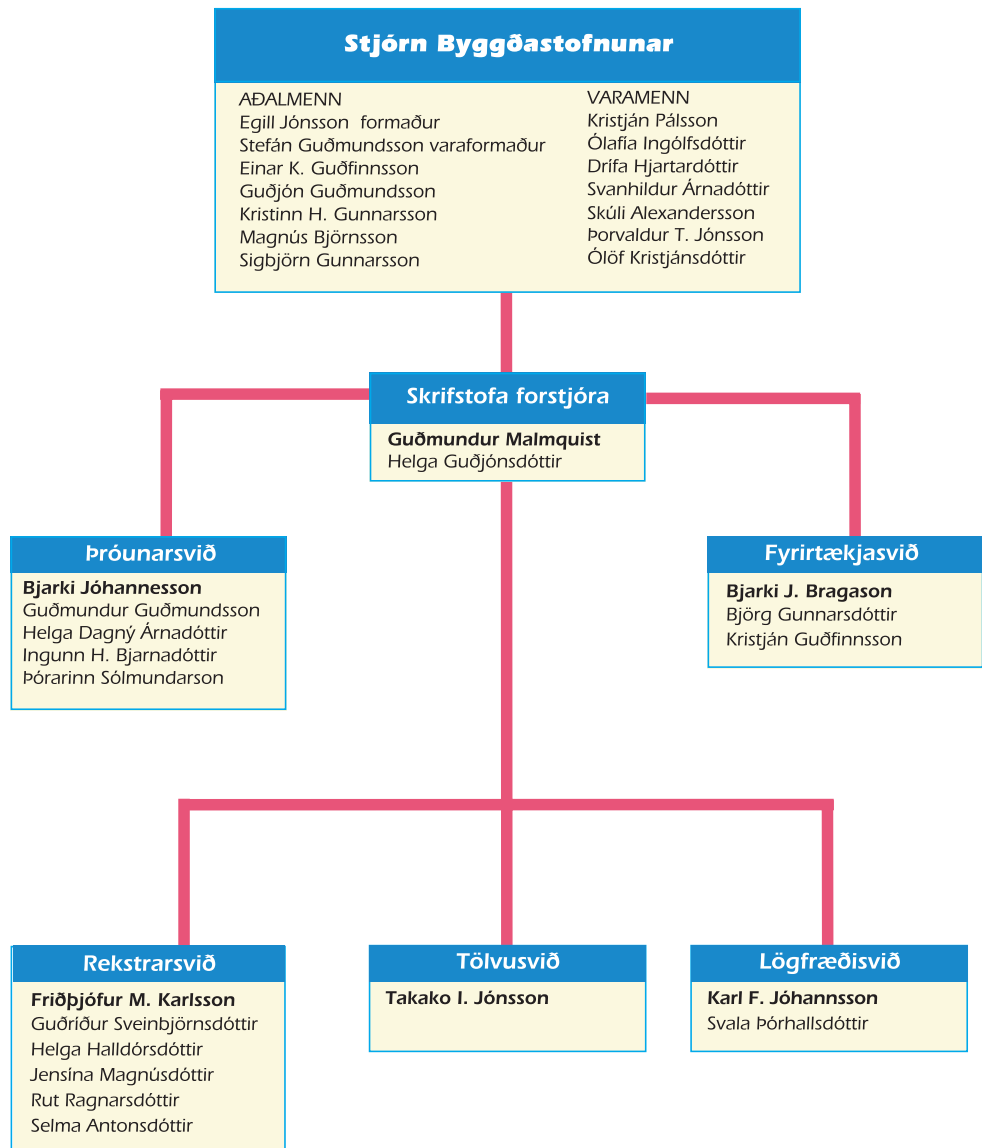 Stjórn Byggðastofnunar
AÐALMENN
Egill Jónsson formaður
Stefán Guðmundsson varaformaður
Einar K. Guðfinnsson
Guðjón Guðmundsson
Kristinn H. Gunnarsson
Magnús Björnsson
Sigbjörn Gunnarsson
VARAMENN
Kristján Pálsson
Ólafía Ingólfsdóttir
Drífa Hjartardóttir
Svanhildur Árnadóttir
Skúli Alexandersson
Þorvaldur T. Jónsson
Ólöf Kristjánsdóttir
Skrifstofa forstjóra
Guðmundur Malmquist
Helga Guðjónsdóttir
Þróunarsvið
Bjarki Jóhannesson
Guðmundur Guðmundsson
Helga Dagný Árnadóttir
Ingunn H. Bjarnadóttir
Þórarinn Sólmundarson
Fyrirtækjasvið
Bjarki J. Bragason
Björg Gunnarsdóttir
Kristján Guðfinnsson
Rekstrarsvið
Friðþjófur M. Karlsson
Guðríður Sveinbjörnsdóttir
Helga Halldórsdóttir
Jensína Magnúsdóttir
Rut Ragnarsdóttir
Selma Antonsdóttir
Tölvusvið
Takako I. Jónsson
Lögfræðisvið
Karl F. Jóhannsson
Svala Þórhallsdóttir